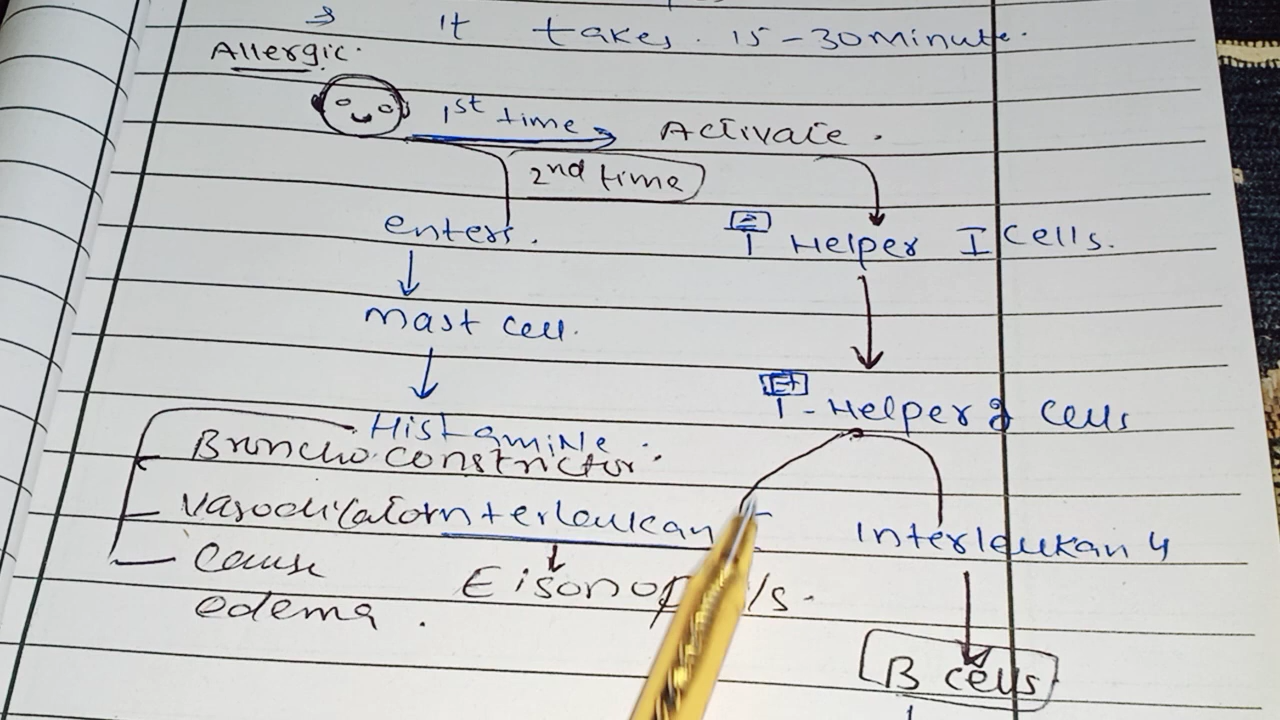 ⇒ It takes. 15-30 minute.
Allergic.
1st time Activate.
2nd time
enters. T Helper I cells.
Mast cell.
T-Helper 2 cells
HistamiNe.
Broncho.constrictor.
Vasodilator Interleukan Interleukan 4
Cause
edema.
B cells